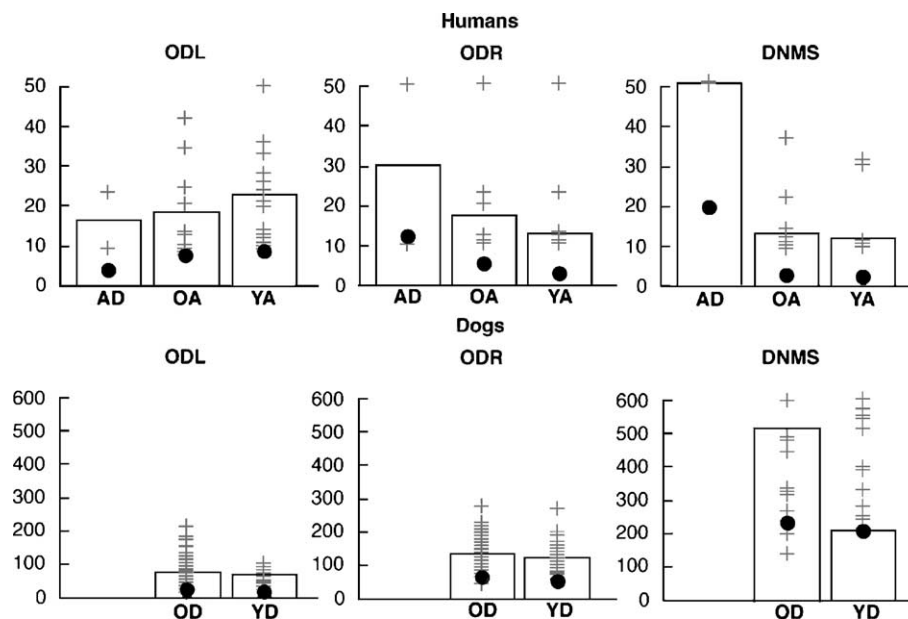 Humans
ODL ODR DNMS
50 50 50
40 40 40
30 30 30
20 20 20
10 10 10
0 0 0
AD OA YA AD OA YA AD OA YA
Dogs
ODL ODR DNMS
600 600 600
500 500 500
400 400 400
300 300 300
200 200 200
100 100 100
0 0 0
OD YD OD YD OD YD